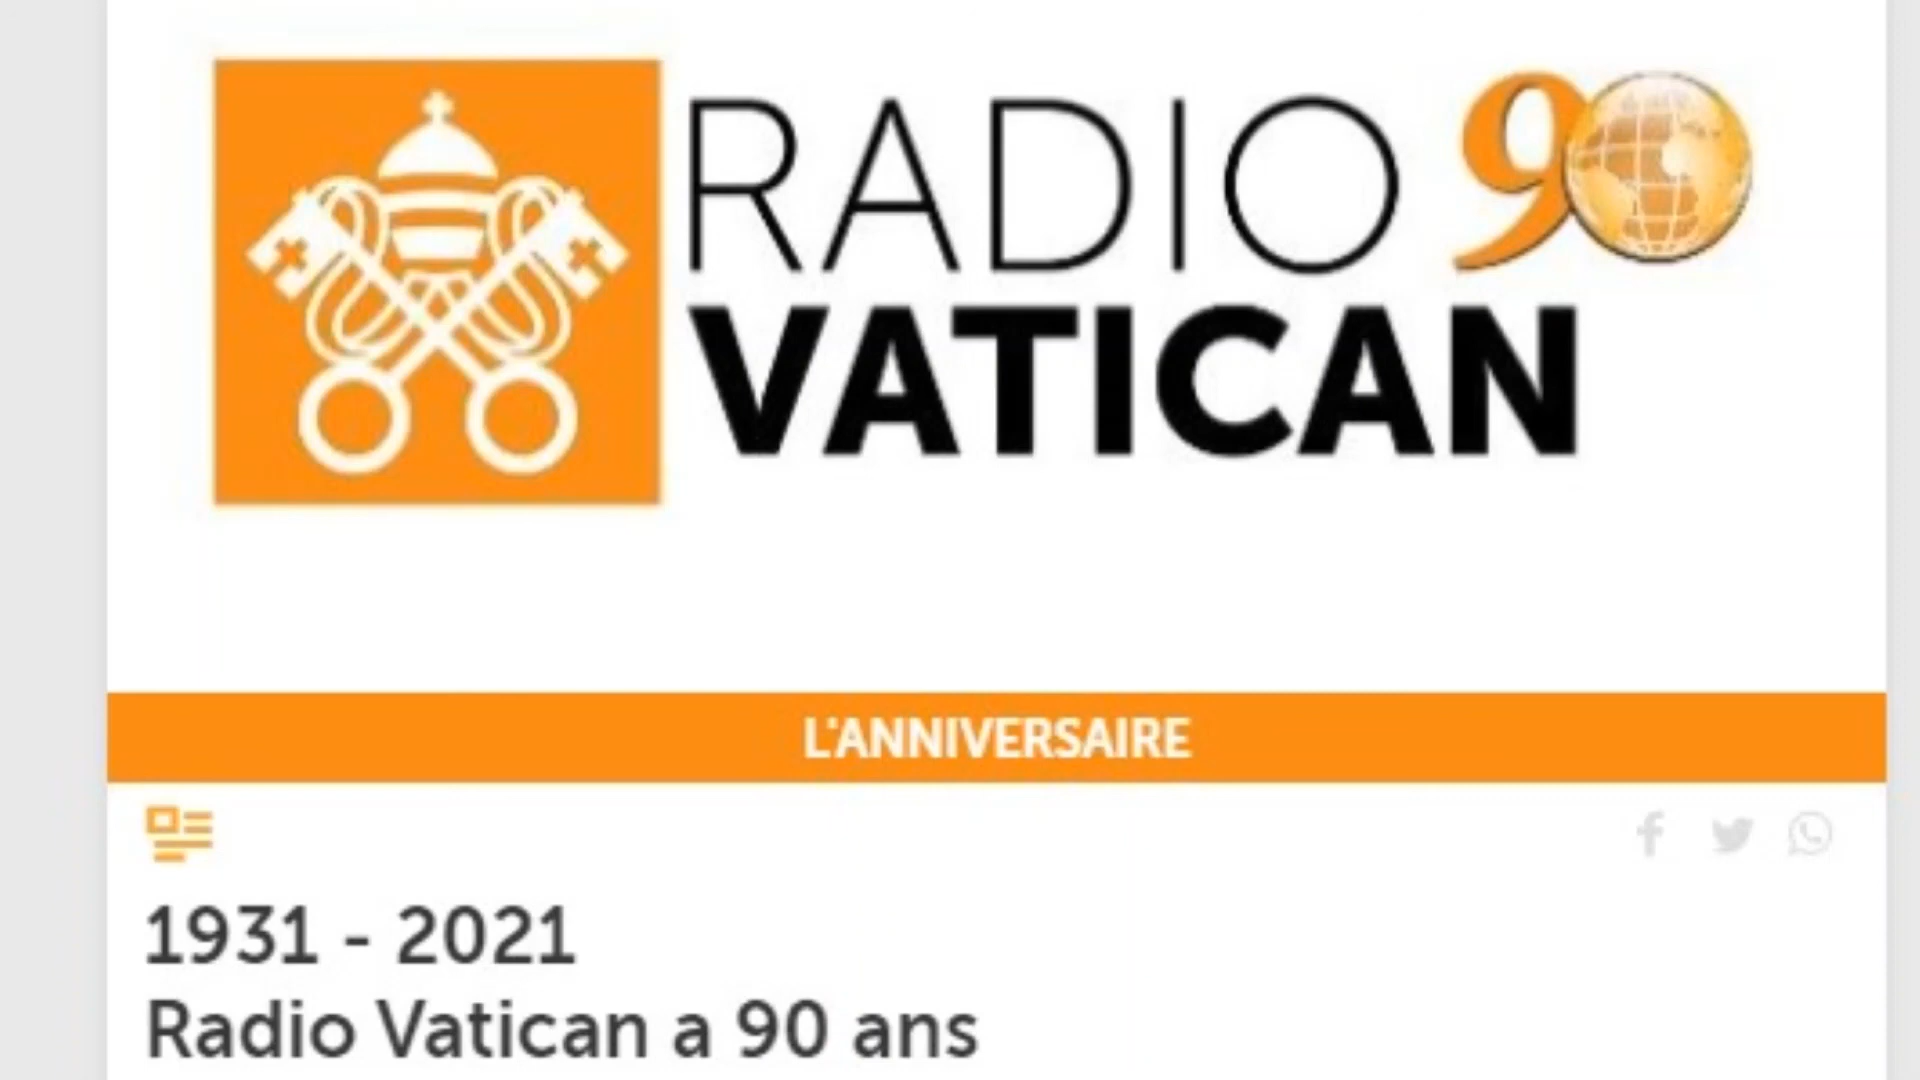 RADIO 90
VATICAN
L'ANNIVERSAIRE
1931 - 2021
Radio Vatican a 90 ans